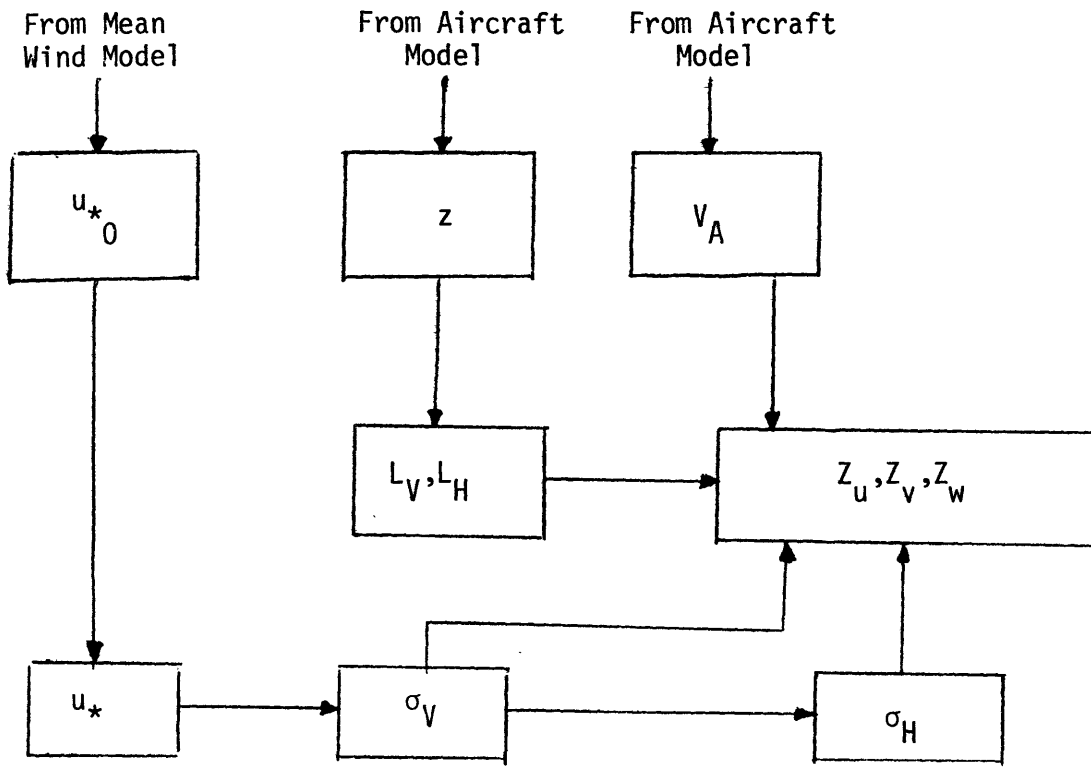 From Mean
Wind Model
From Aircraft
Model
From Aircraft
Model
u*0
z
VA
LV,LH
Zu,Zv,Zw
u*
σV
σH